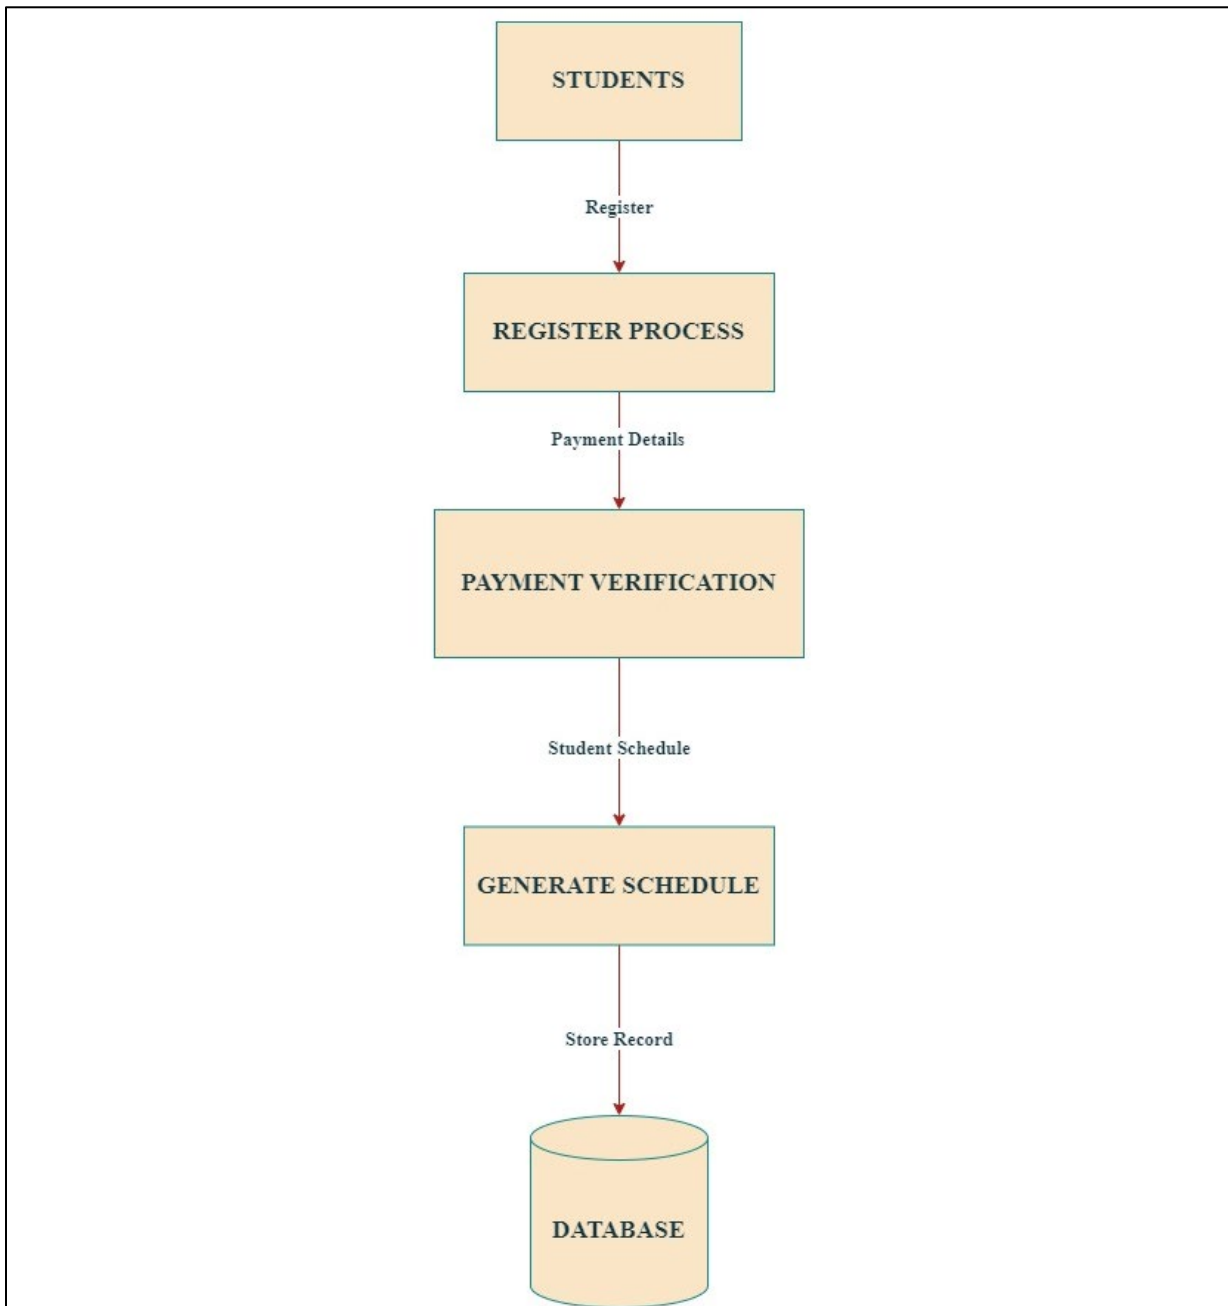 STUDENTS
Register
REGISTER PROCESS
Payment Details
PAYMENT VERIFICATION
Student Schedule
GENERATE SCHEDULE
Store Record
DATABASE